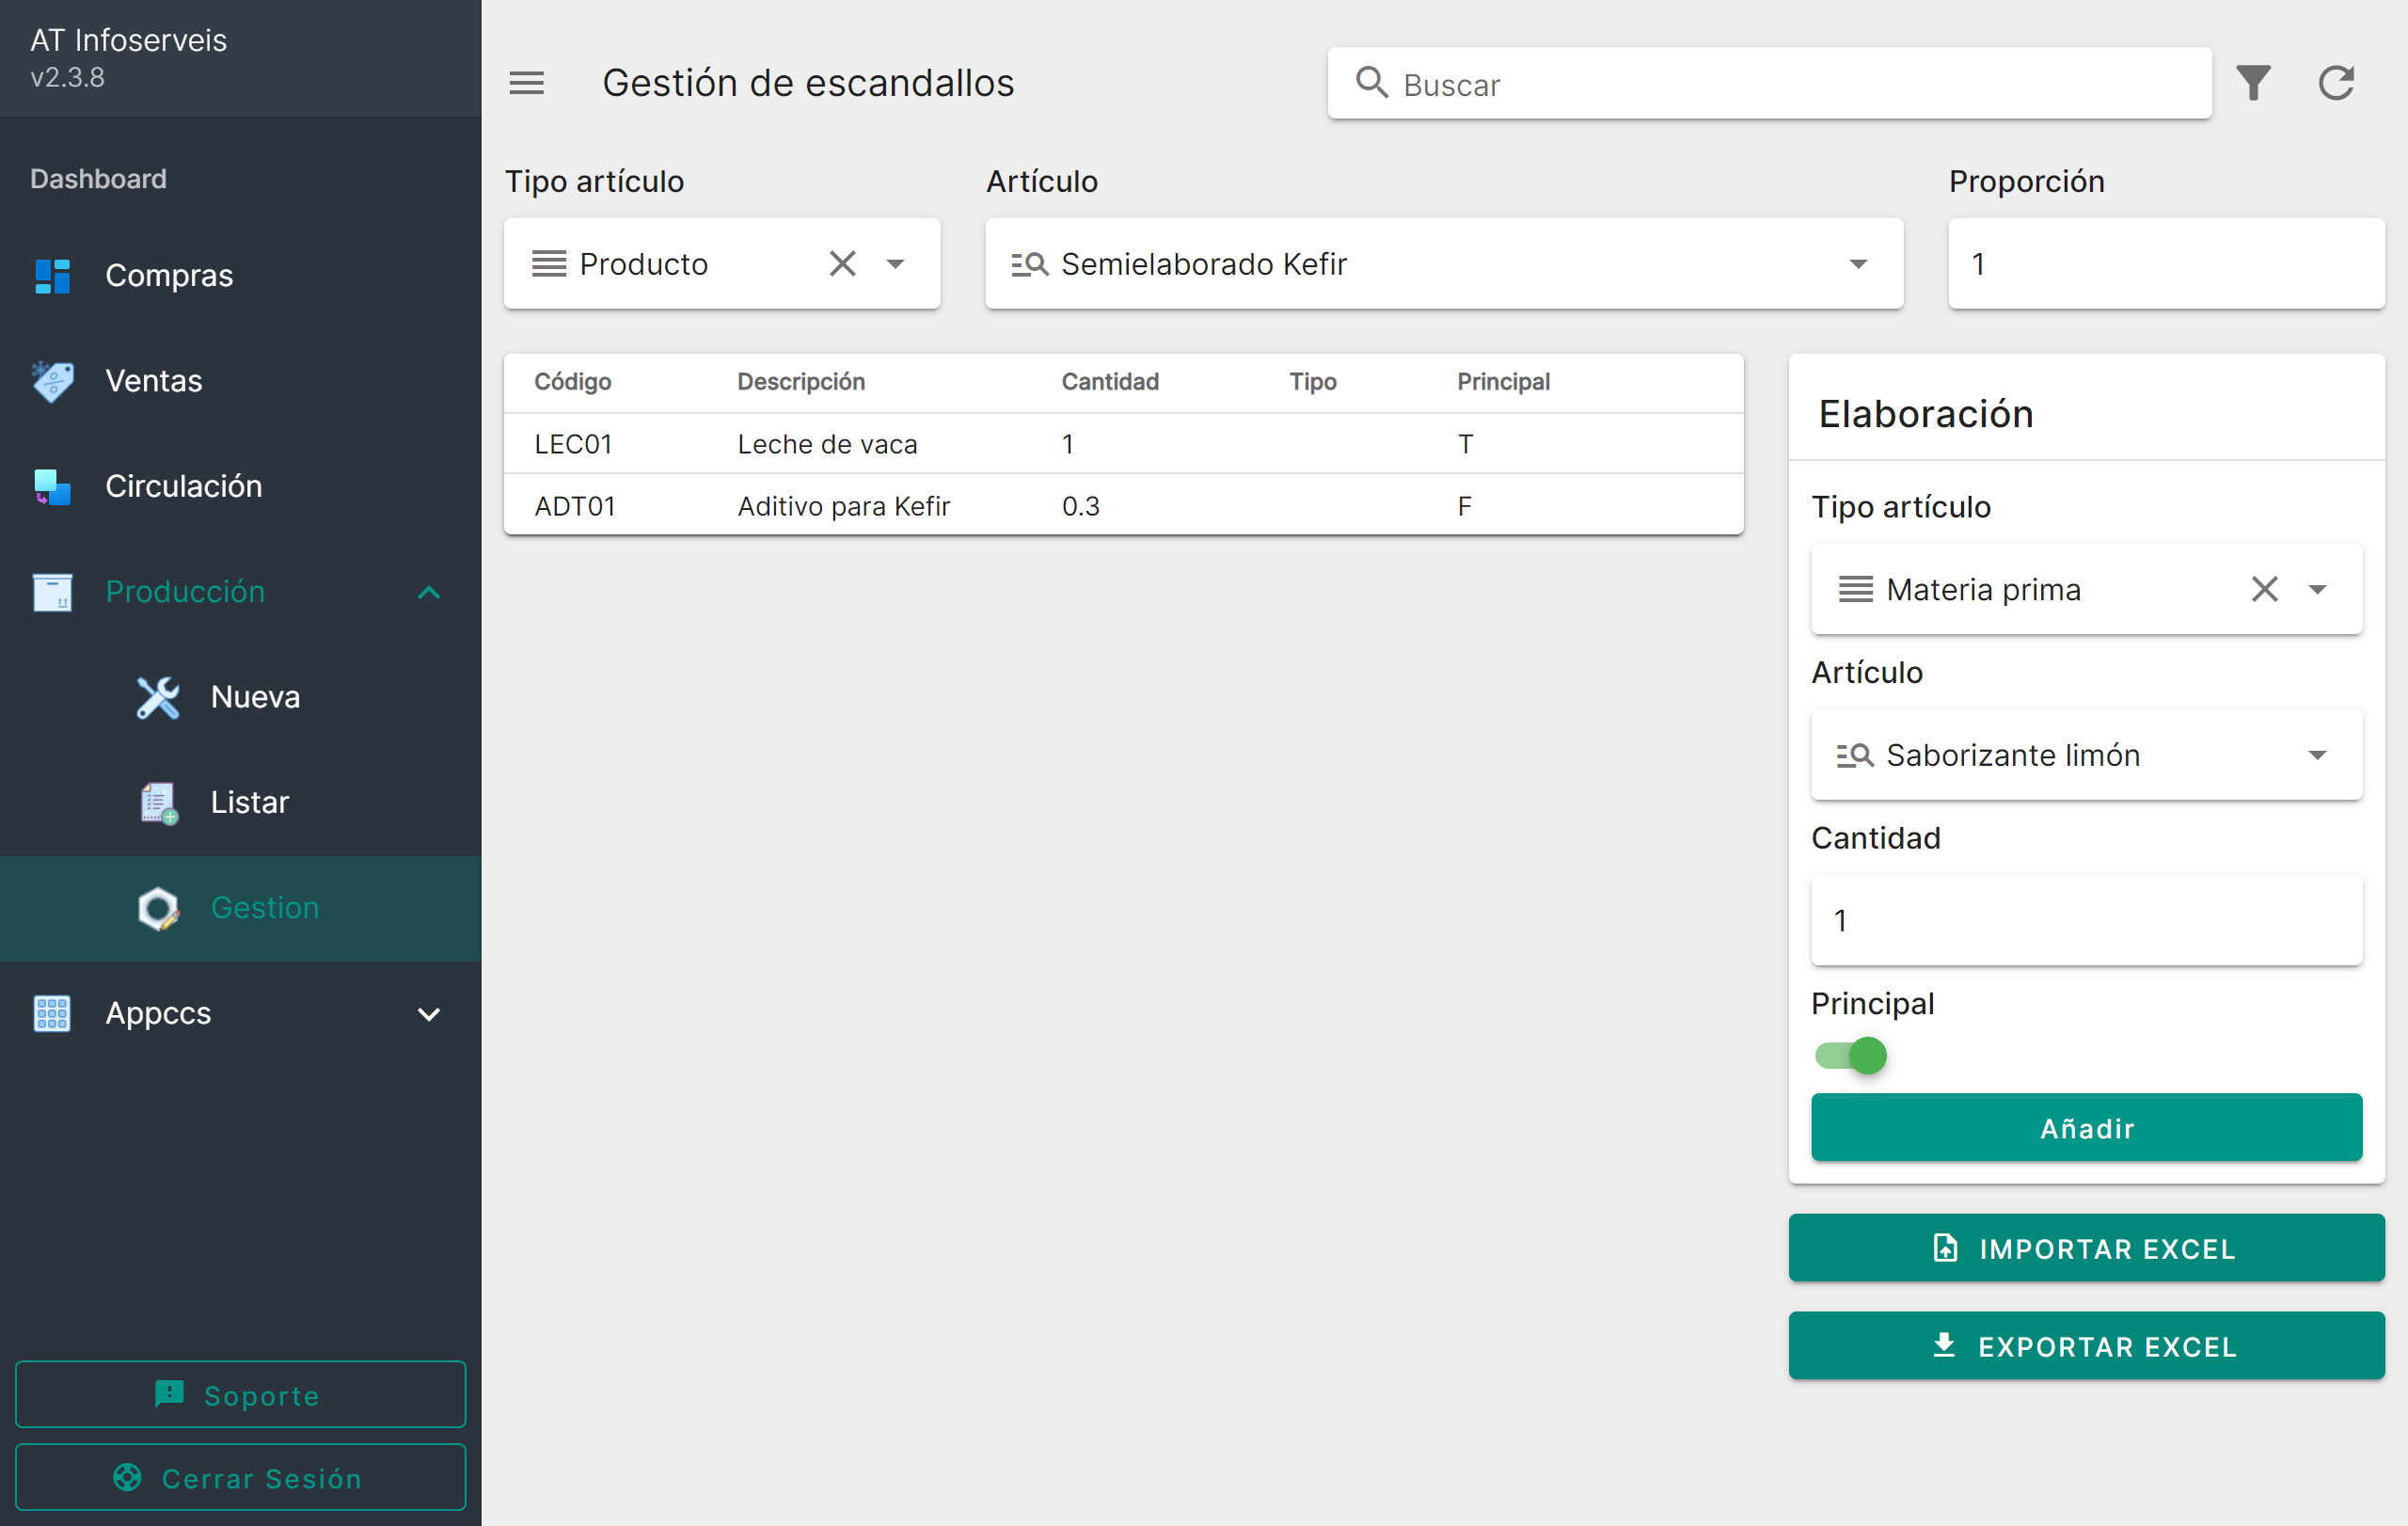 AT Infoserveis
v2.3.8
Dashboard
Compras
Ventas
Circulación
Producción
Nueva
Listar
Gestion
Appccs
Soporte
Cerrar Sesión
Gestión de escandallos
Buscar
Tipo artículo
Artículo
Proporción
Producto
Semielaborado Kefir
1
Código Descripción Cantidad Tipo Principal
LEC01 Leche de vaca 1 T
ADT01 Aditivo para Kefir 0.3 F
Elaboración
Tipo artículo
Materia prima
Artículo
Saborizante limón
Cantidad
1
Principal
Añadir
IMPORTAR EXCEL
EXPORTAR EXCEL